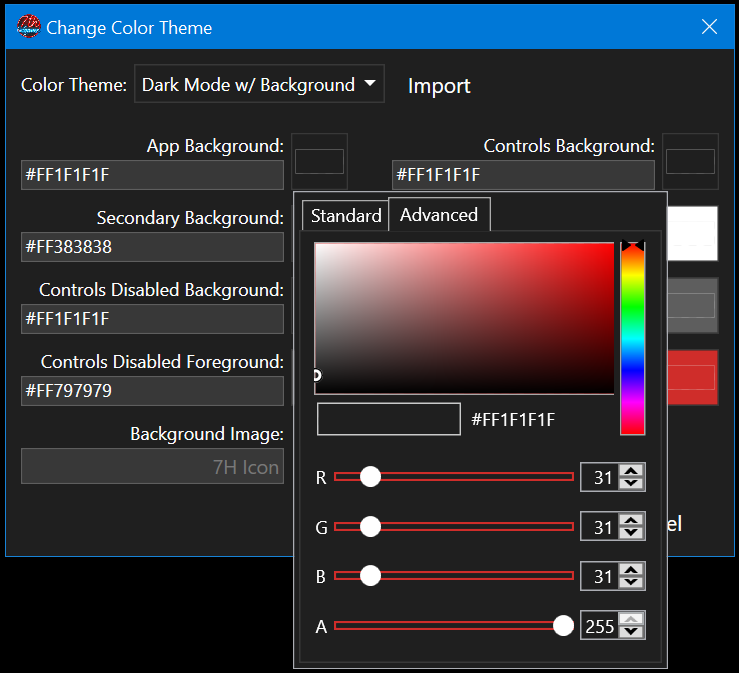 Change Color Theme
Color Theme: Dark Mode w/ Background Import
App Background:
#FF1F1F1F
Controls Background:
#FF1F1F1F
Secondary Background:
#FF383838
Controls Disabled Background:
#FF1F1F1F
Controls Disabled Foreground:
#FF797979
Background Image:
7H Icon
Standard Advanced
#FF1F1F1F
R 31
G 31
B 31
A 255
el